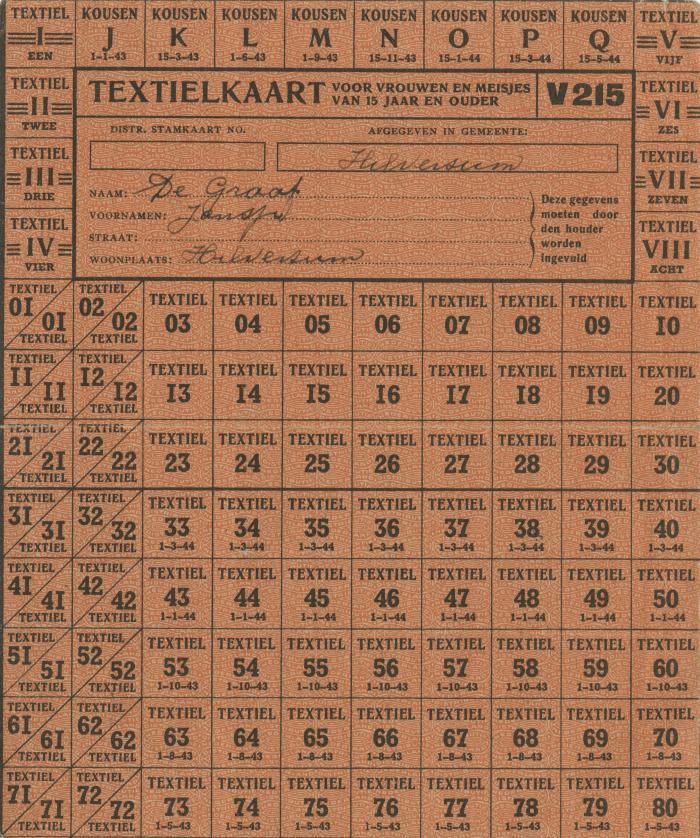 TEXTIEL KOUSEN KOUSEN KOUSEN KOUSEN KOUSEN KOUSEN KOUSEN KOUSEN TEXTIEL
I J K L M N O P Q V
EEN 1-1-43 15-3-43 1-6-43 1-9-43 15-11-43 15-1-44 15-3-44 15-5-44 VIJF
TEXTIEL
II
TWEE
TEXTIEL
III
DRIE
TEXTIEL
IV
VIER
TEXTIELKAART VOOR VROUWEN EN MEISJES
VAN 15 JAAR EN OUDER
V 215
DISTR. STAMKAART NO. AFGEGEVEN IN GEMEENTE:
Hilversum
NAAM: De Graaf
VOORNAMEN: Jansje
STRAAT:
WOONPLAATS: Hilversum
Deze gegevens
moeten door
den houder
worden
ingevuld
TEXTIEL
VI
ZES
TEXTIEL
VII
ZEVEN
TEXTIEL
VIII
ACHT
TEXTIEL TEXTIEL TEXTIEL TEXTIEL TEXTIEL TEXTIEL TEXTIEL TEXTIEL TEXTIEL TEXTIEL
01 01 02 02 03 04 05 06 07 08 09 10
TEXTIEL TEXTIEL
TEXTIEL TEXTIEL TEXTIEL TEXTIEL TEXTIEL TEXTIEL TEXTIEL TEXTIEL TEXTIEL TEXTIEL
11 11 12 12 13 14 15 16 17 18 19 20
TEXTIEL TEXTIEL
TEXTIEL TEXTIEL TEXTIEL TEXTIEL TEXTIEL TEXTIEL TEXTIEL TEXTIEL TEXTIEL TEXTIEL
21 21 22 22 23 24 25 26 27 28 29 30
TEXTIEL TEXTIEL
TEXTIEL TEXTIEL TEXTIEL TEXTIEL TEXTIEL TEXTIEL TEXTIEL TEXTIEL TEXTIEL TEXTIEL
31 31 32 32 33 34 35 36 37 38 39 40
TEXTIEL TEXTIEL 1-3-44 1-3-44 1-3-44 1-3-44 1-3-44 1-3-44 1-3-44 1-3-44
TEXTIEL TEXTIEL TEXTIEL TEXTIEL TEXTIEL TEXTIEL TEXTIEL TEXTIEL TEXTIEL TEXTIEL
41 41 42 42 43 44 45 46 47 48 49 50
TEXTIEL TEXTIEL 1-1-44 1-1-44 1-1-44 1-1-44 1-1-44 1-1-44 1-1-44 1-1-44
TEXTIEL TEXTIEL TEXTIEL TEXTIEL TEXTIEL TEXTIEL TEXTIEL TEXTIEL TEXTIEL TEXTIEL
51 51 52 52 53 54 55 56 57 58 59 60
TEXTIEL TEXTIEL 1-10-43 1-10-43 1-10-43 1-10-43 1-10-43 1-10-43 1-10-43 1-10-43
TEXTIEL TEXTIEL TEXTIEL TEXTIEL TEXTIEL TEXTIEL TEXTIEL TEXTIEL TEXTIEL TEXTIEL
61 61 62 62 63 64 65 66 67 68 69 70
TEXTIEL TEXTIEL 1-8-43 1-8-43 1-8-43 1-8-43 1-8-43 1-8-43 1-8-43 1-8-43
TEXTIEL TEXTIEL TEXTIEL TEXTIEL TEXTIEL TEXTIEL TEXTIEL TEXTIEL TEXTIEL TEXTIEL
71 71 72 72 73 74 75 76 77 78 79 80
TEXTIEL TEXTIEL 1-5-43 1-5-43 1-5-43 1-5-43 1-5-43 1-5-43 1-5-43 1-5-43